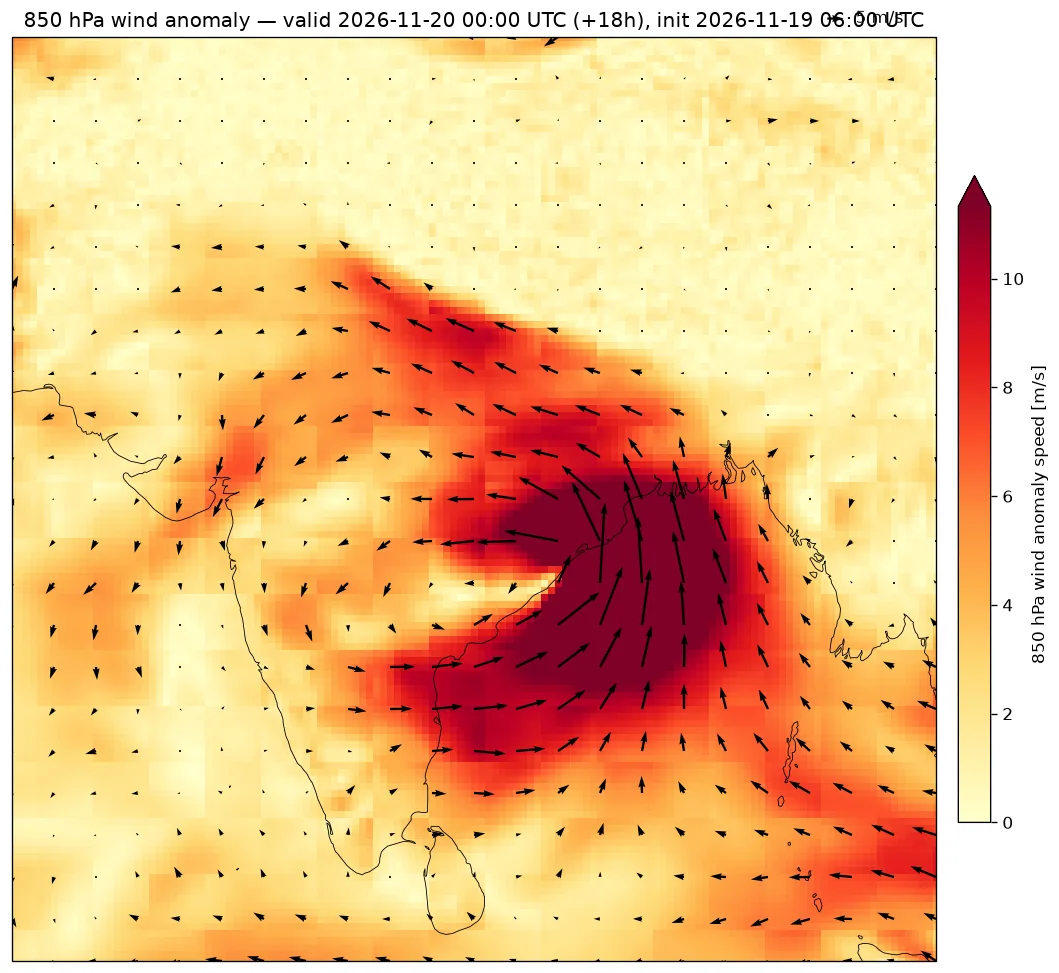 850 hPa wind anomaly — valid 2026-11-20 00:00 UTC (+18h), init 2026-11-19 06:00 UTC
5 m/s
10
8
6
4
2
0
850 hPa wind anomaly speed [m/s]